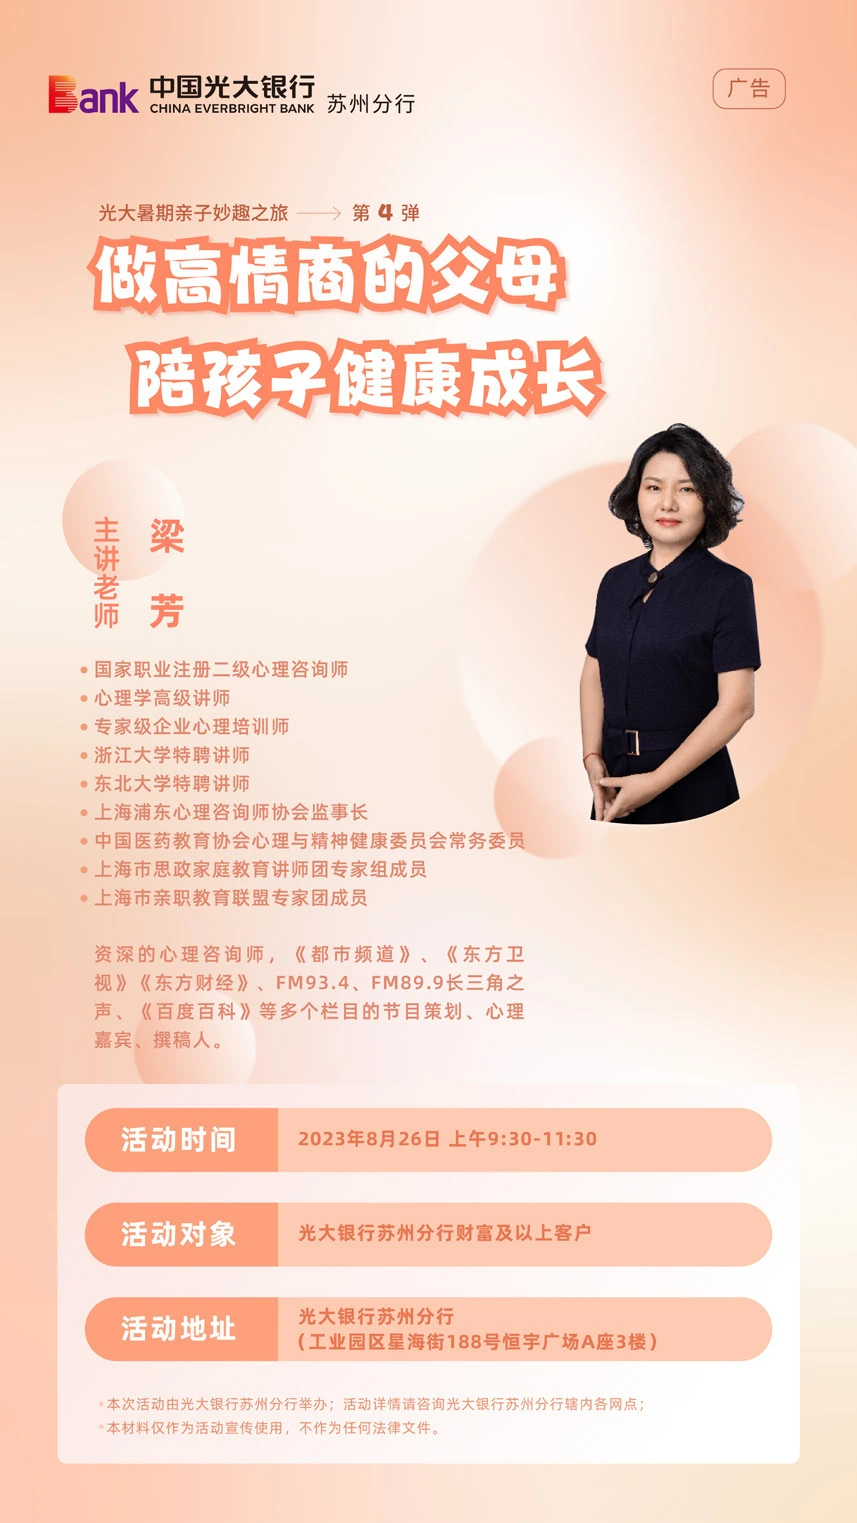 Bank 中国光大银行 CHINA EVERBRIGHT BANK 苏州分行
广告
光大暑期亲子妙趣之旅 第 4 弹
做高情商的父母
陪孩子健康成长
主讲老师
梁芳
国家职业注册二级心理咨询师
心理学高级讲师
专家级企业心理培训师
浙江大学特聘讲师
东北大学特聘讲师
上海浦东心理咨询师协会监事长
中国医药教育协会心理与精神健康委员会常务委员
上海市思政家庭教育讲师团专家组成员
上海市亲职教育联盟专家团成员
资深的心理咨询师，《都市频道》、《东方卫
视》《东方财经》、FM93.4、FM89.9长三角之
声、《百度百科》等多个栏目的节目策划、心理
嘉宾、撰稿人。
活动时间
2023年8月26日 上午9:30-11:30
活动对象
光大银行苏州分行财富及以上客户
活动地址
光大银行苏州分行
（工业园区星海街188号恒宇广场A座3楼）
*本次活动由光大银行苏州分行举办；活动详情请咨询光大银行苏州分行辖内各网点；
*本材料仅作为活动宣传使用，不作为任何法律文件。